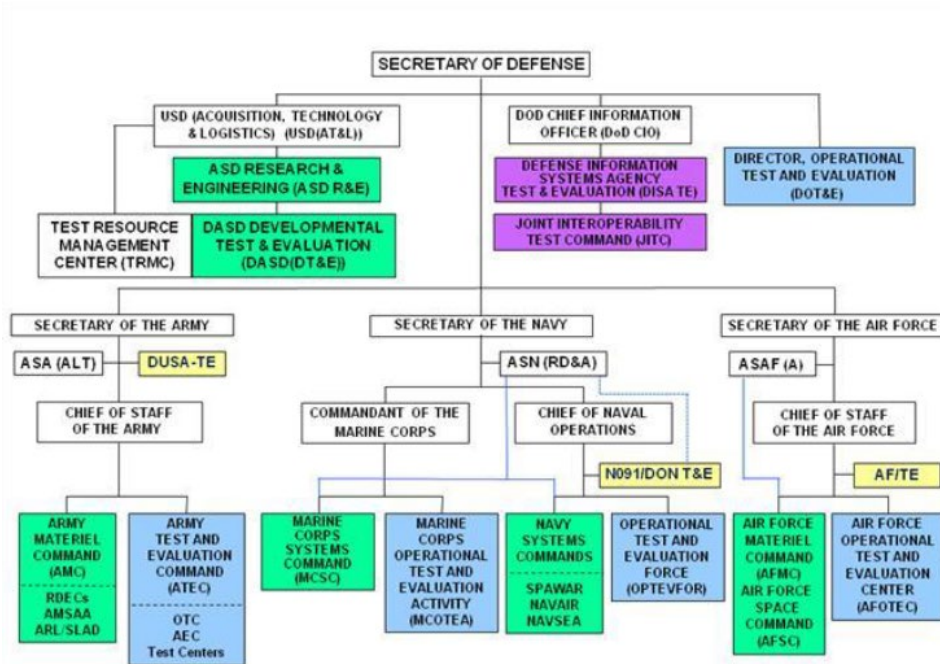 SECRETARY OF DEFENSE
USD (ACQUISITION, TECHNOLOGY
& LOGISTICS) (USD(AT&L))
DOD CHIEF INFORMATION
OFFICER (DoD CIO)
ASD RESEARCH &
ENGINEERING (ASD R&E)
DEFENSE INFORMATION
SYSTEMS AGENCY
TEST & EVALUATION (DISA TE)
DIRECTOR, OPERATIONAL
TEST AND EVALUATION
(DOT&E)
TEST RESOURCE
MANAGEMENT
CENTER (TRMC)
DASD DEVELOPMENTAL
TEST & EVALUATION
(DASD(DT&E))
JOINT INTEROPERABILITY
TEST COMMAND (JITC)
SECRETARY OF THE ARMY
SECRETARY OF THE NAVY
SECRETARY OF THE AIR FORCE
ASA (ALT)
DUSA-TE
ASN (RD&A)
ASAF (A)
CHIEF OF STAFF
OF THE ARMY
COMMANDANT OF THE
MARINE CORPS
CHIEF OF NAVAL
OPERATIONS
CHIEF OF STAFF
OF THE AIR FORCE
N091/DON T&E
AF/TE
ARMY
MATERIEL
COMMAND
(AMC)
RDECs
AMSAA
ARL/SLAD
ARMY
TEST AND
EVALUATION
COMMAND
(ATEC)
OTC
AEC
Test Centers
MARINE
CORPS
SYSTEMS
COMMAND
(MCSC)
MARINE
CORPS
OPERATIONAL
TEST AND
EVALUATION
ACTIVITY
(MCOTEA)
NAVY
SYSTEMS
COMMANDS
SPAWAR
NAVAIR
NAVSEA
OPERATIONAL
TEST AND
EVALUATION
FORCE
(OPTEVFOR)
AIR FORCE
MATERIEL
COMMAND
(AFMC)
AIR FORCE
SPACE
COMMAND
(AFSC)
AIR FORCE
OPERATIONAL
TEST AND
EVALUATION
CENTER
(AFOTEC)